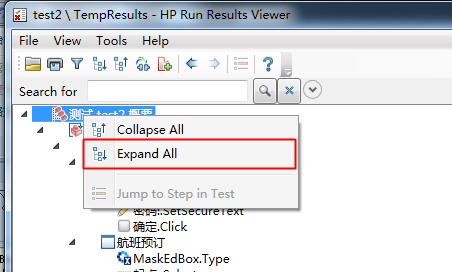 test2 \ TempResults - HP Run Results Viewer
File View Tools Help
Search for
测试 test2 概要
Collapse All
Expand All
Jump to Step in Test
密码:.SetSecureText
确定.Click
航班预订
MaskEdBox.Type